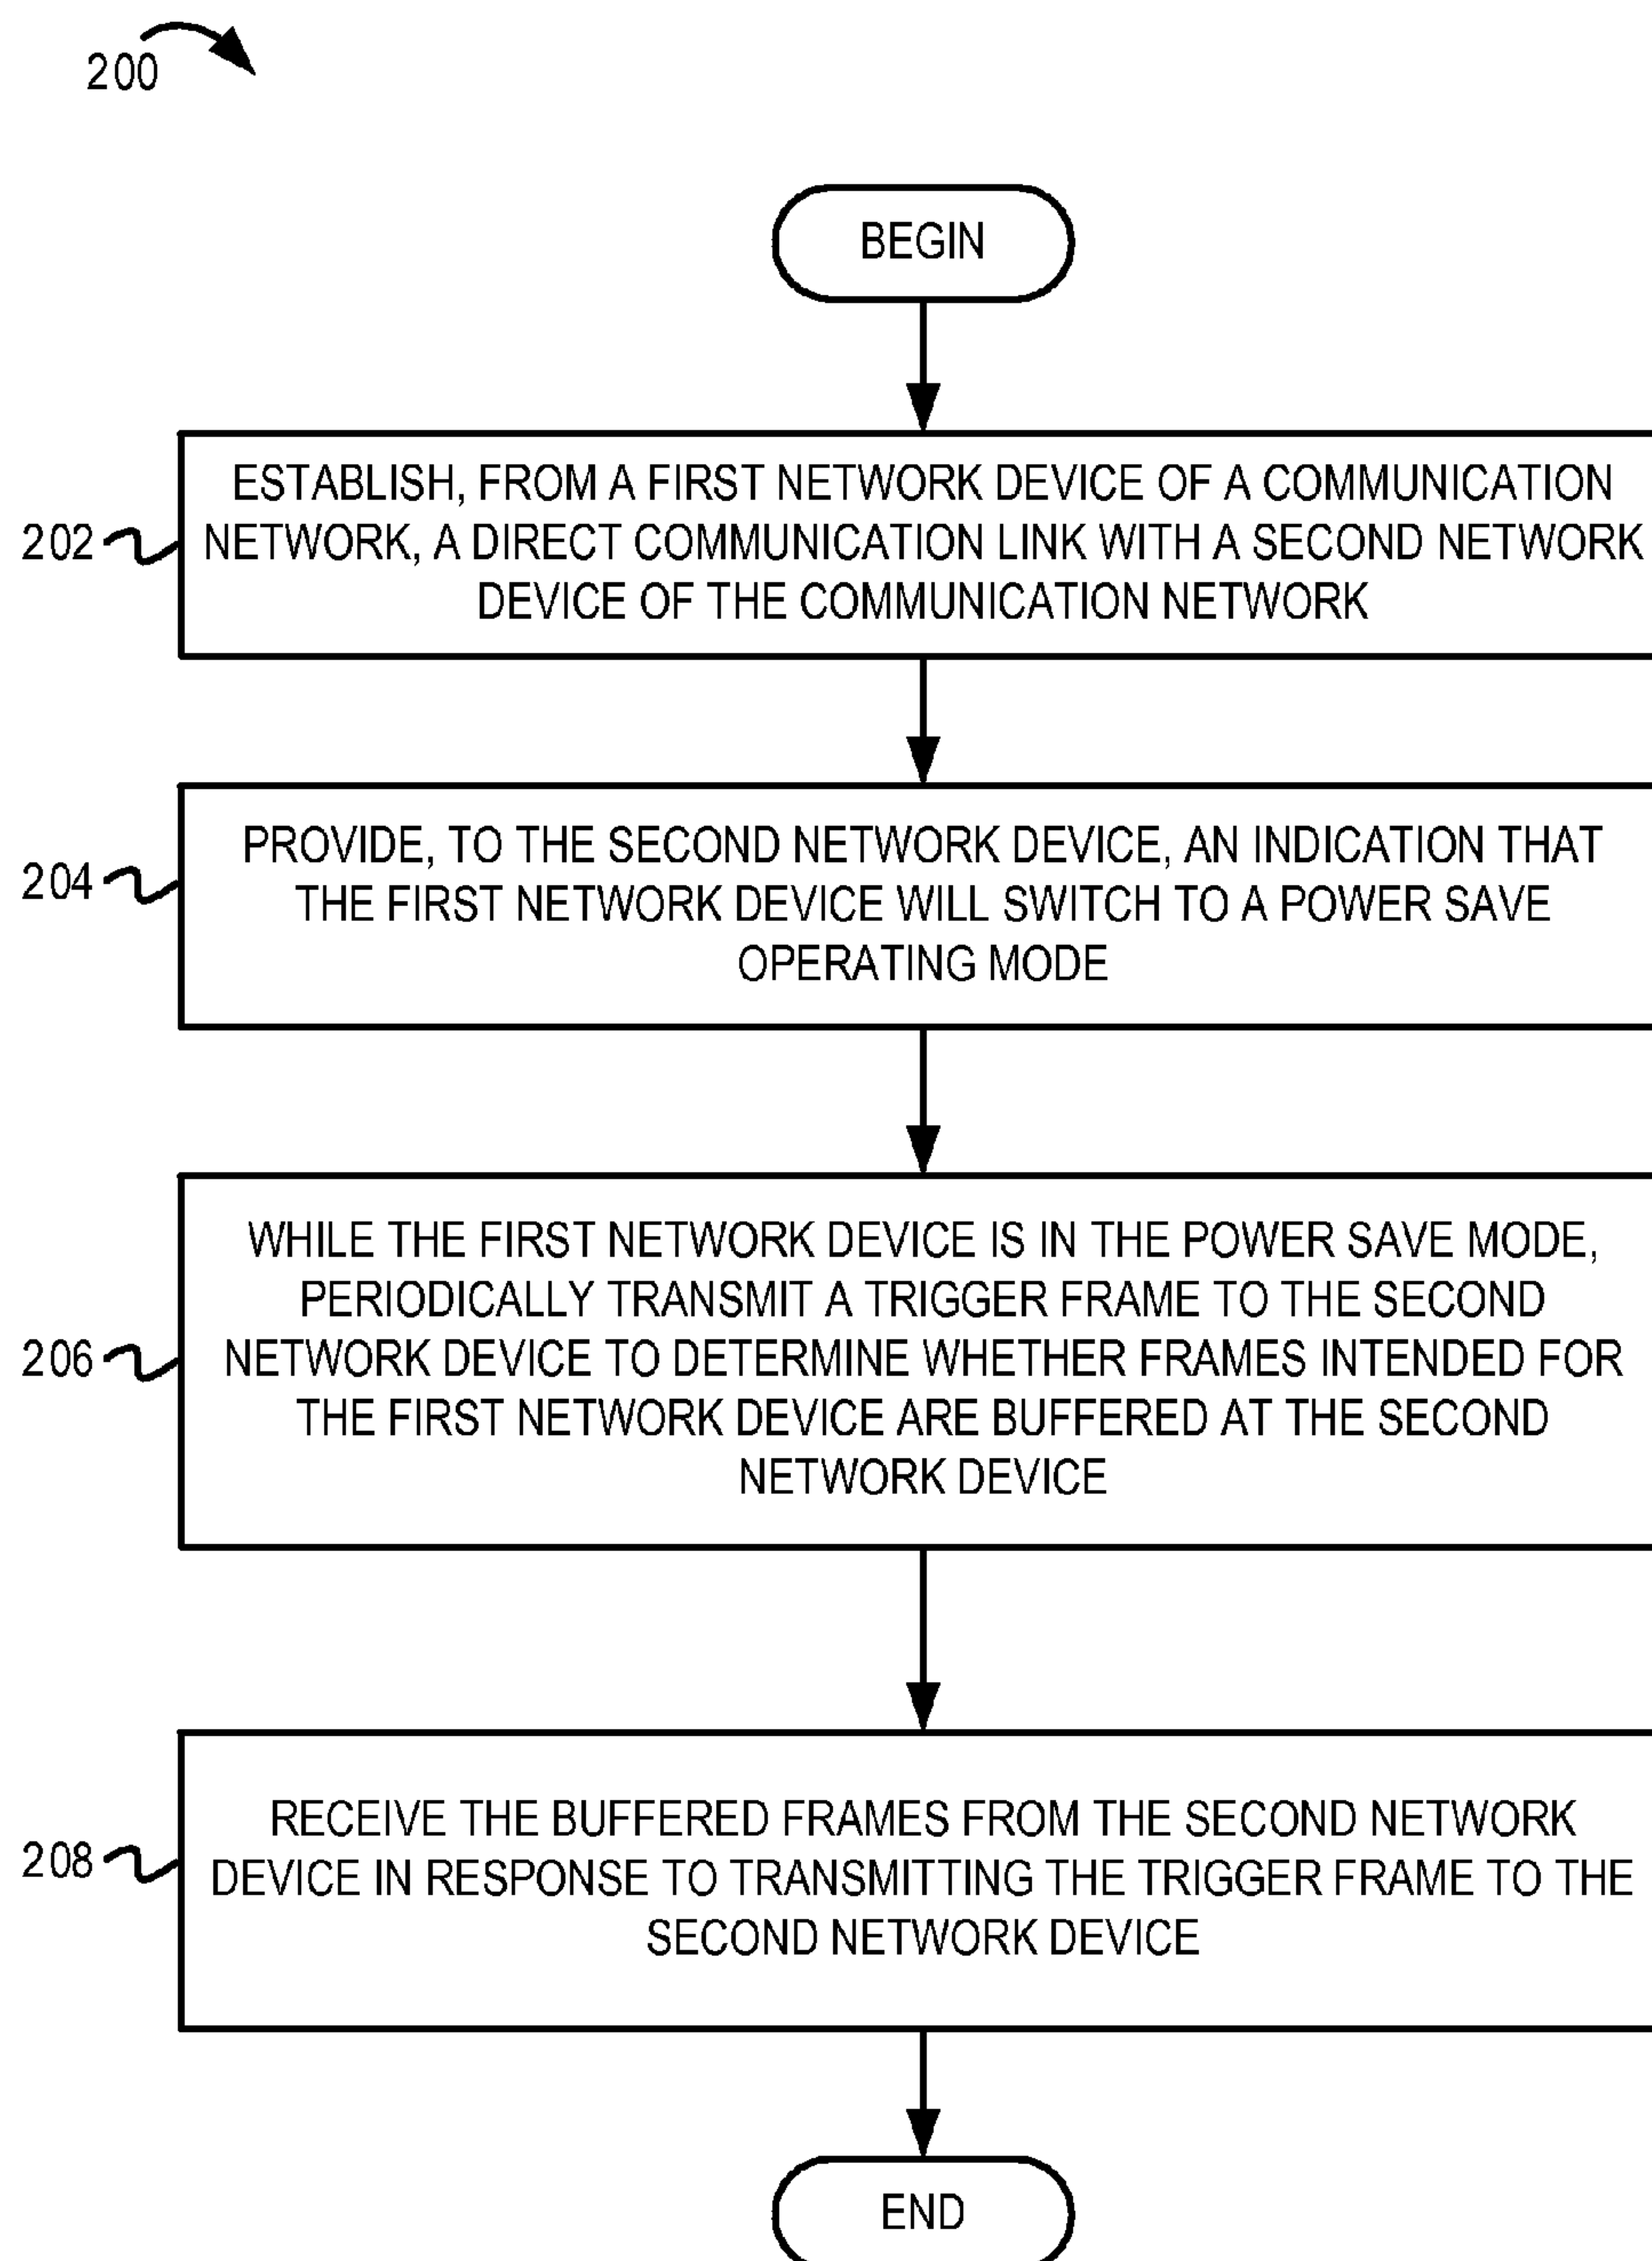 200
BEGIN
ESTABLISH, FROM A FIRST NETWORK DEVICE OF A COMMUNICATION
202
NETWORK, A DIRECT COMMUNICATION LINK WITH A SECOND NETWORK
DEVICE OF THE COMMUNICATION NETWORK
PROVIDE, TO THE SECOND NETWORK DEVICE, AN INDICATION THAT
204
THE FIRST NETWORK DEVICE WILL SWITCH TO A POWER SAVE
OPERATING MODE
WHILE THE FIRST NETWORK DEVICE IS IN THE POWER SAVE MODE,
PERIODICALLY TRANSMIT A TRIGGER FRAME TO THE SECOND
206
NETWORK DEVICE TO DETERMINE WHETHER FRAMES INTENDED FOR
THE FIRST NETWORK DEVICE ARE BUFFERED AT THE SECOND
NETWORK DEVICE
RECEIVE THE BUFFERED FRAMES FROM THE SECOND NETWORK
208
DEVICE IN RESPONSE TO TRANSMITTING THE TRIGGER FRAME TO THE
SECOND NETWORK DEVICE
END